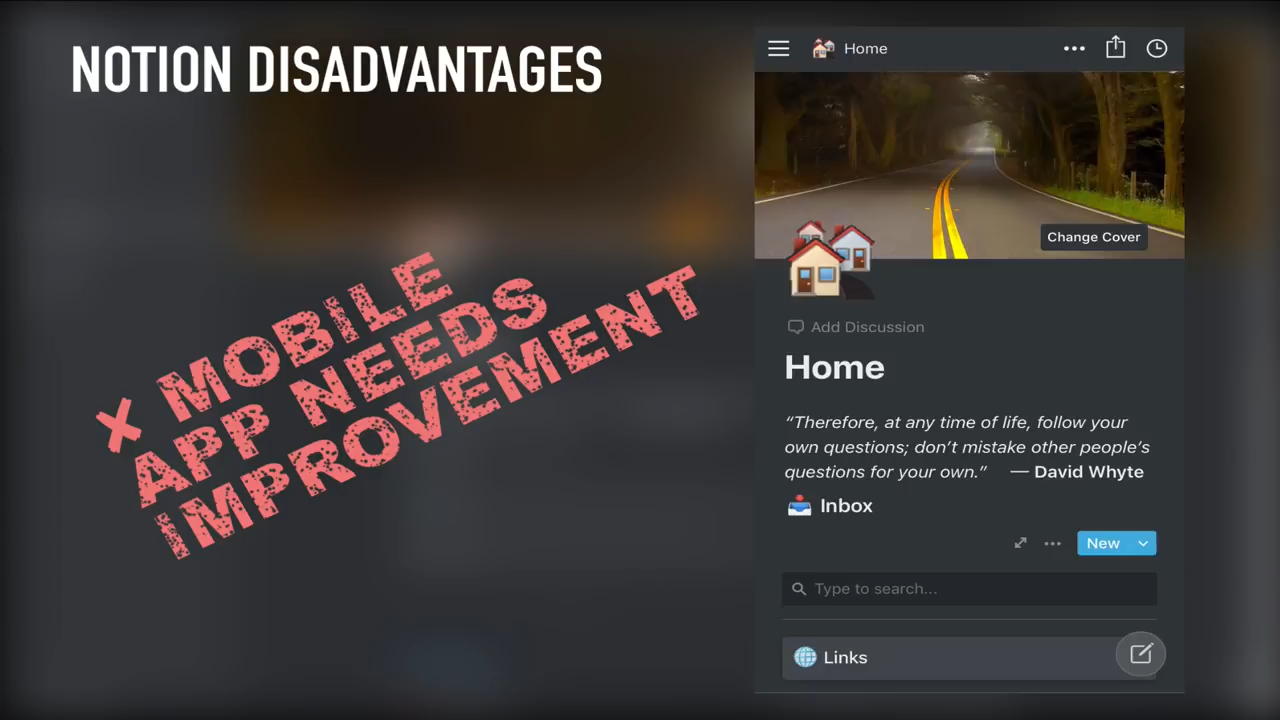 NOTION DISADVANTAGES
x MOBILE
APP NEEDS
IMPROVEMENT
Home
Change Cover
Add Discussion
Home
“Therefore, at any time of life, follow your
own questions; don’t mistake other people’s
questions for your own.” — David Whyte
Inbox
New
Type to search...
Links